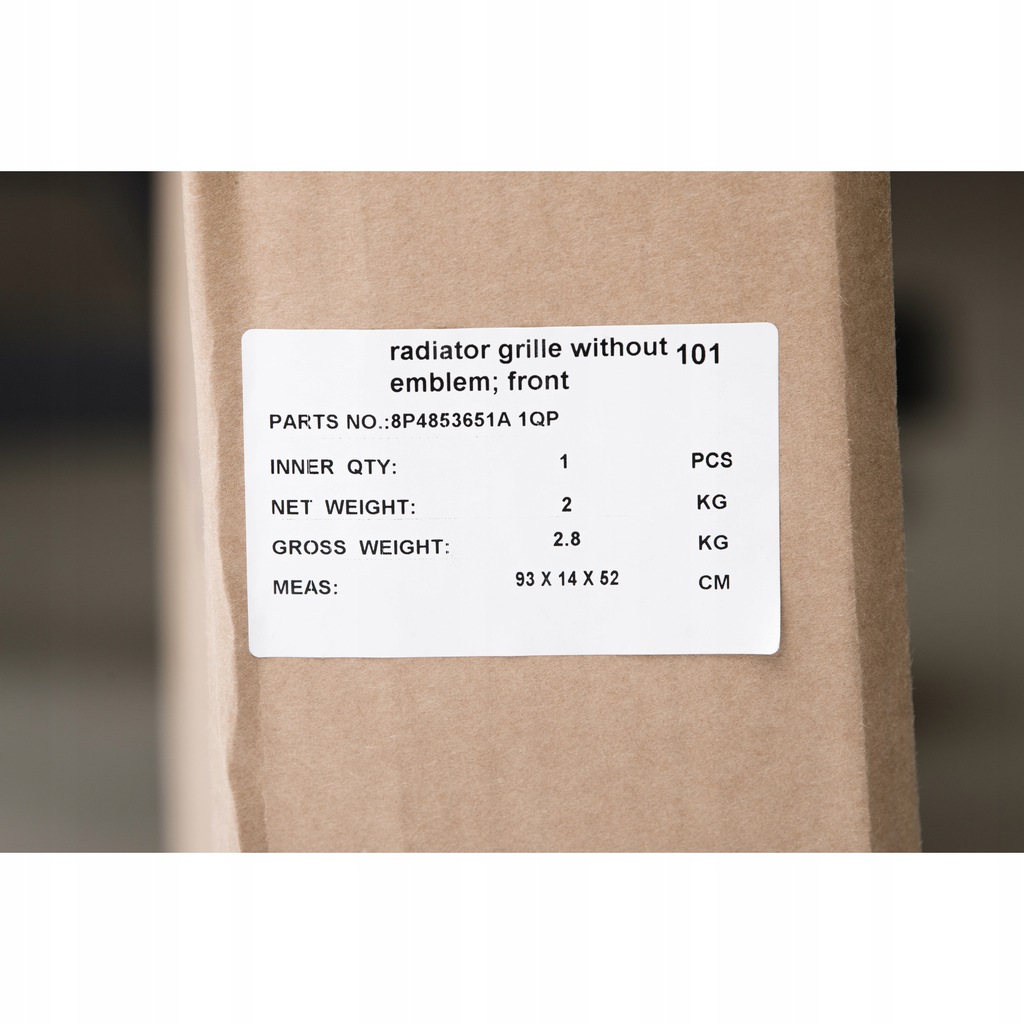 radiator grille without 101
emblem; front
PARTS NO.:8P4853651A 1QP
INNER QTY: 1 PCS
NET WEIGHT: 2 KG
GROSS WEIGHT: 2.8 KG
MEAS: 93 X 14 X 52 CM